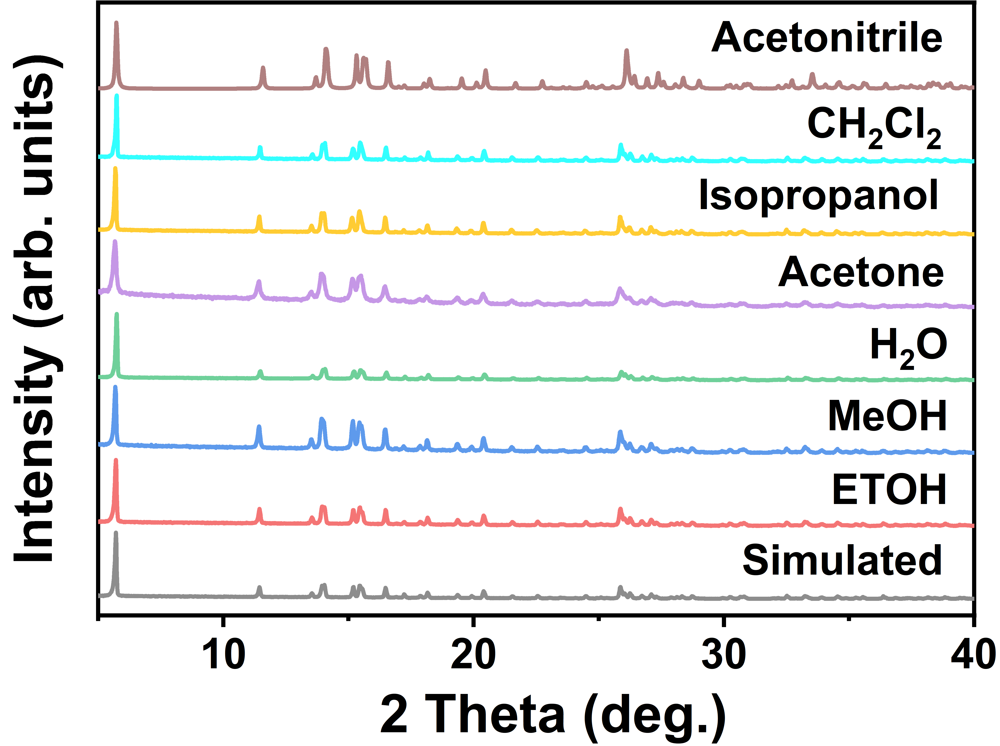 Intensity (arb. units)
Acetonitrile
CH₂Cl₂
Isopropanol
Acetone
H₂O
MeOH
ETOH
Simulated
10 20 30 40
2 Theta (deg.)